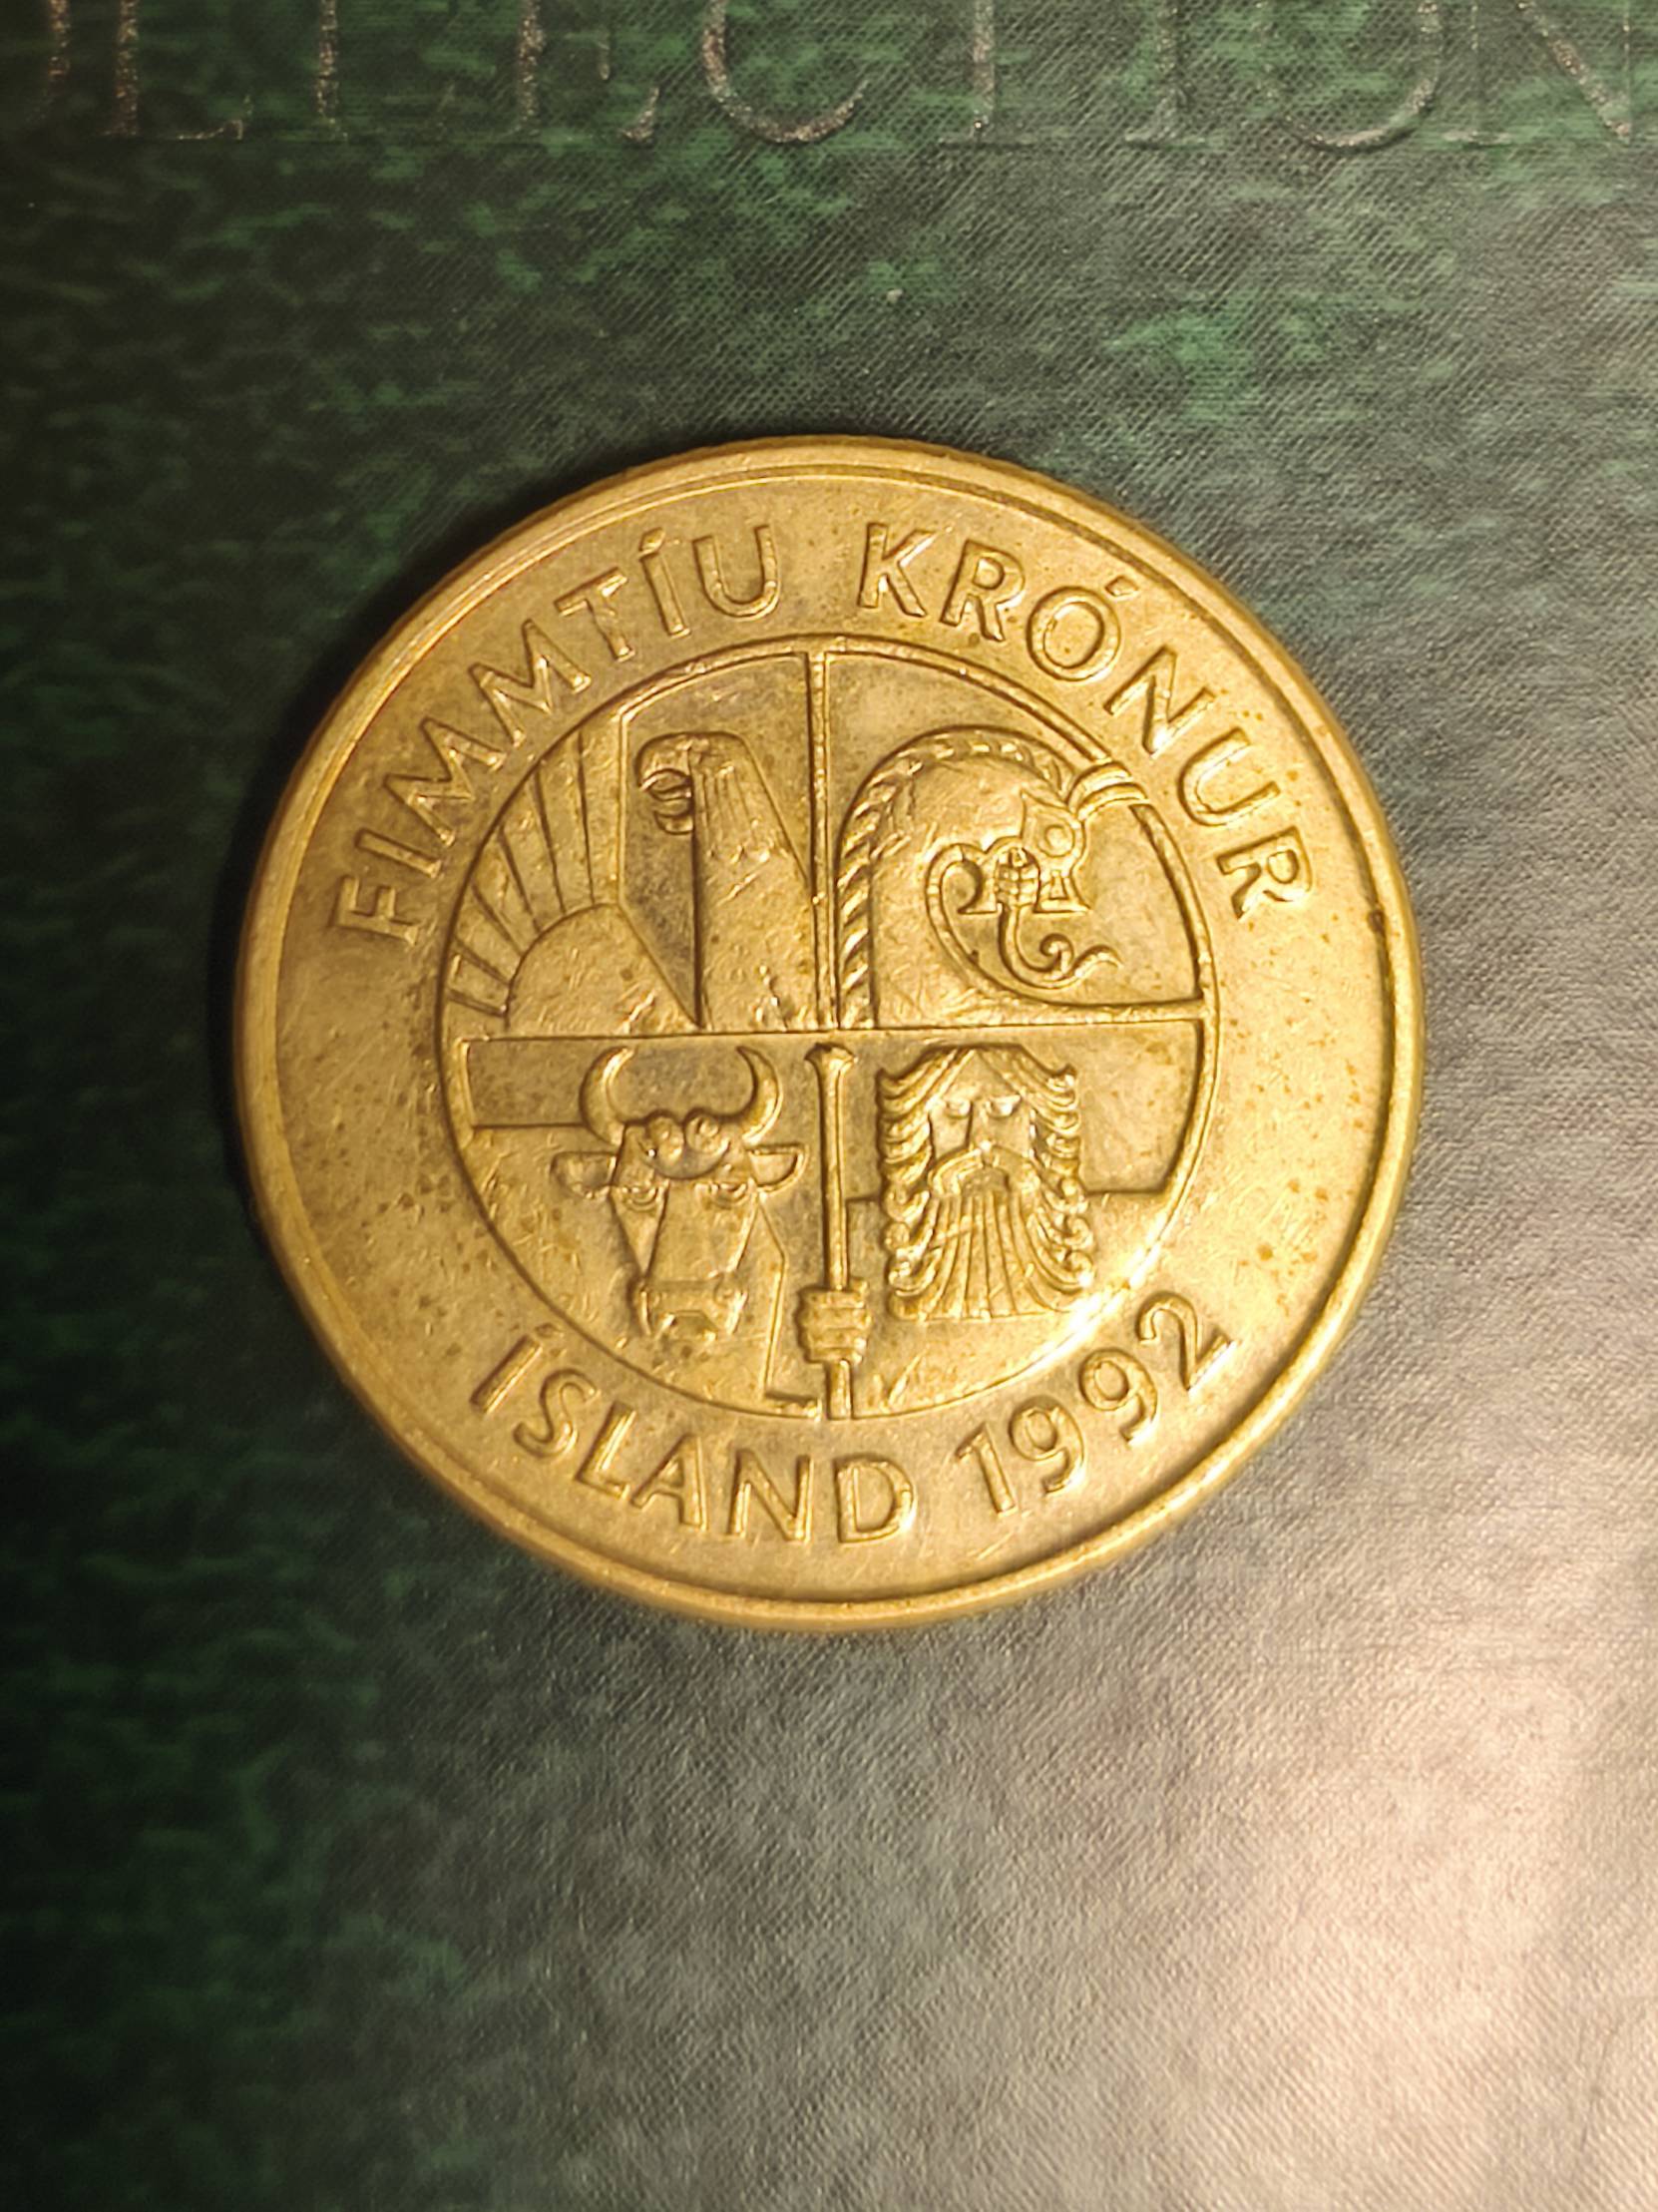 FIMMTÍU KRÓNUR
ÍSLAND 1992